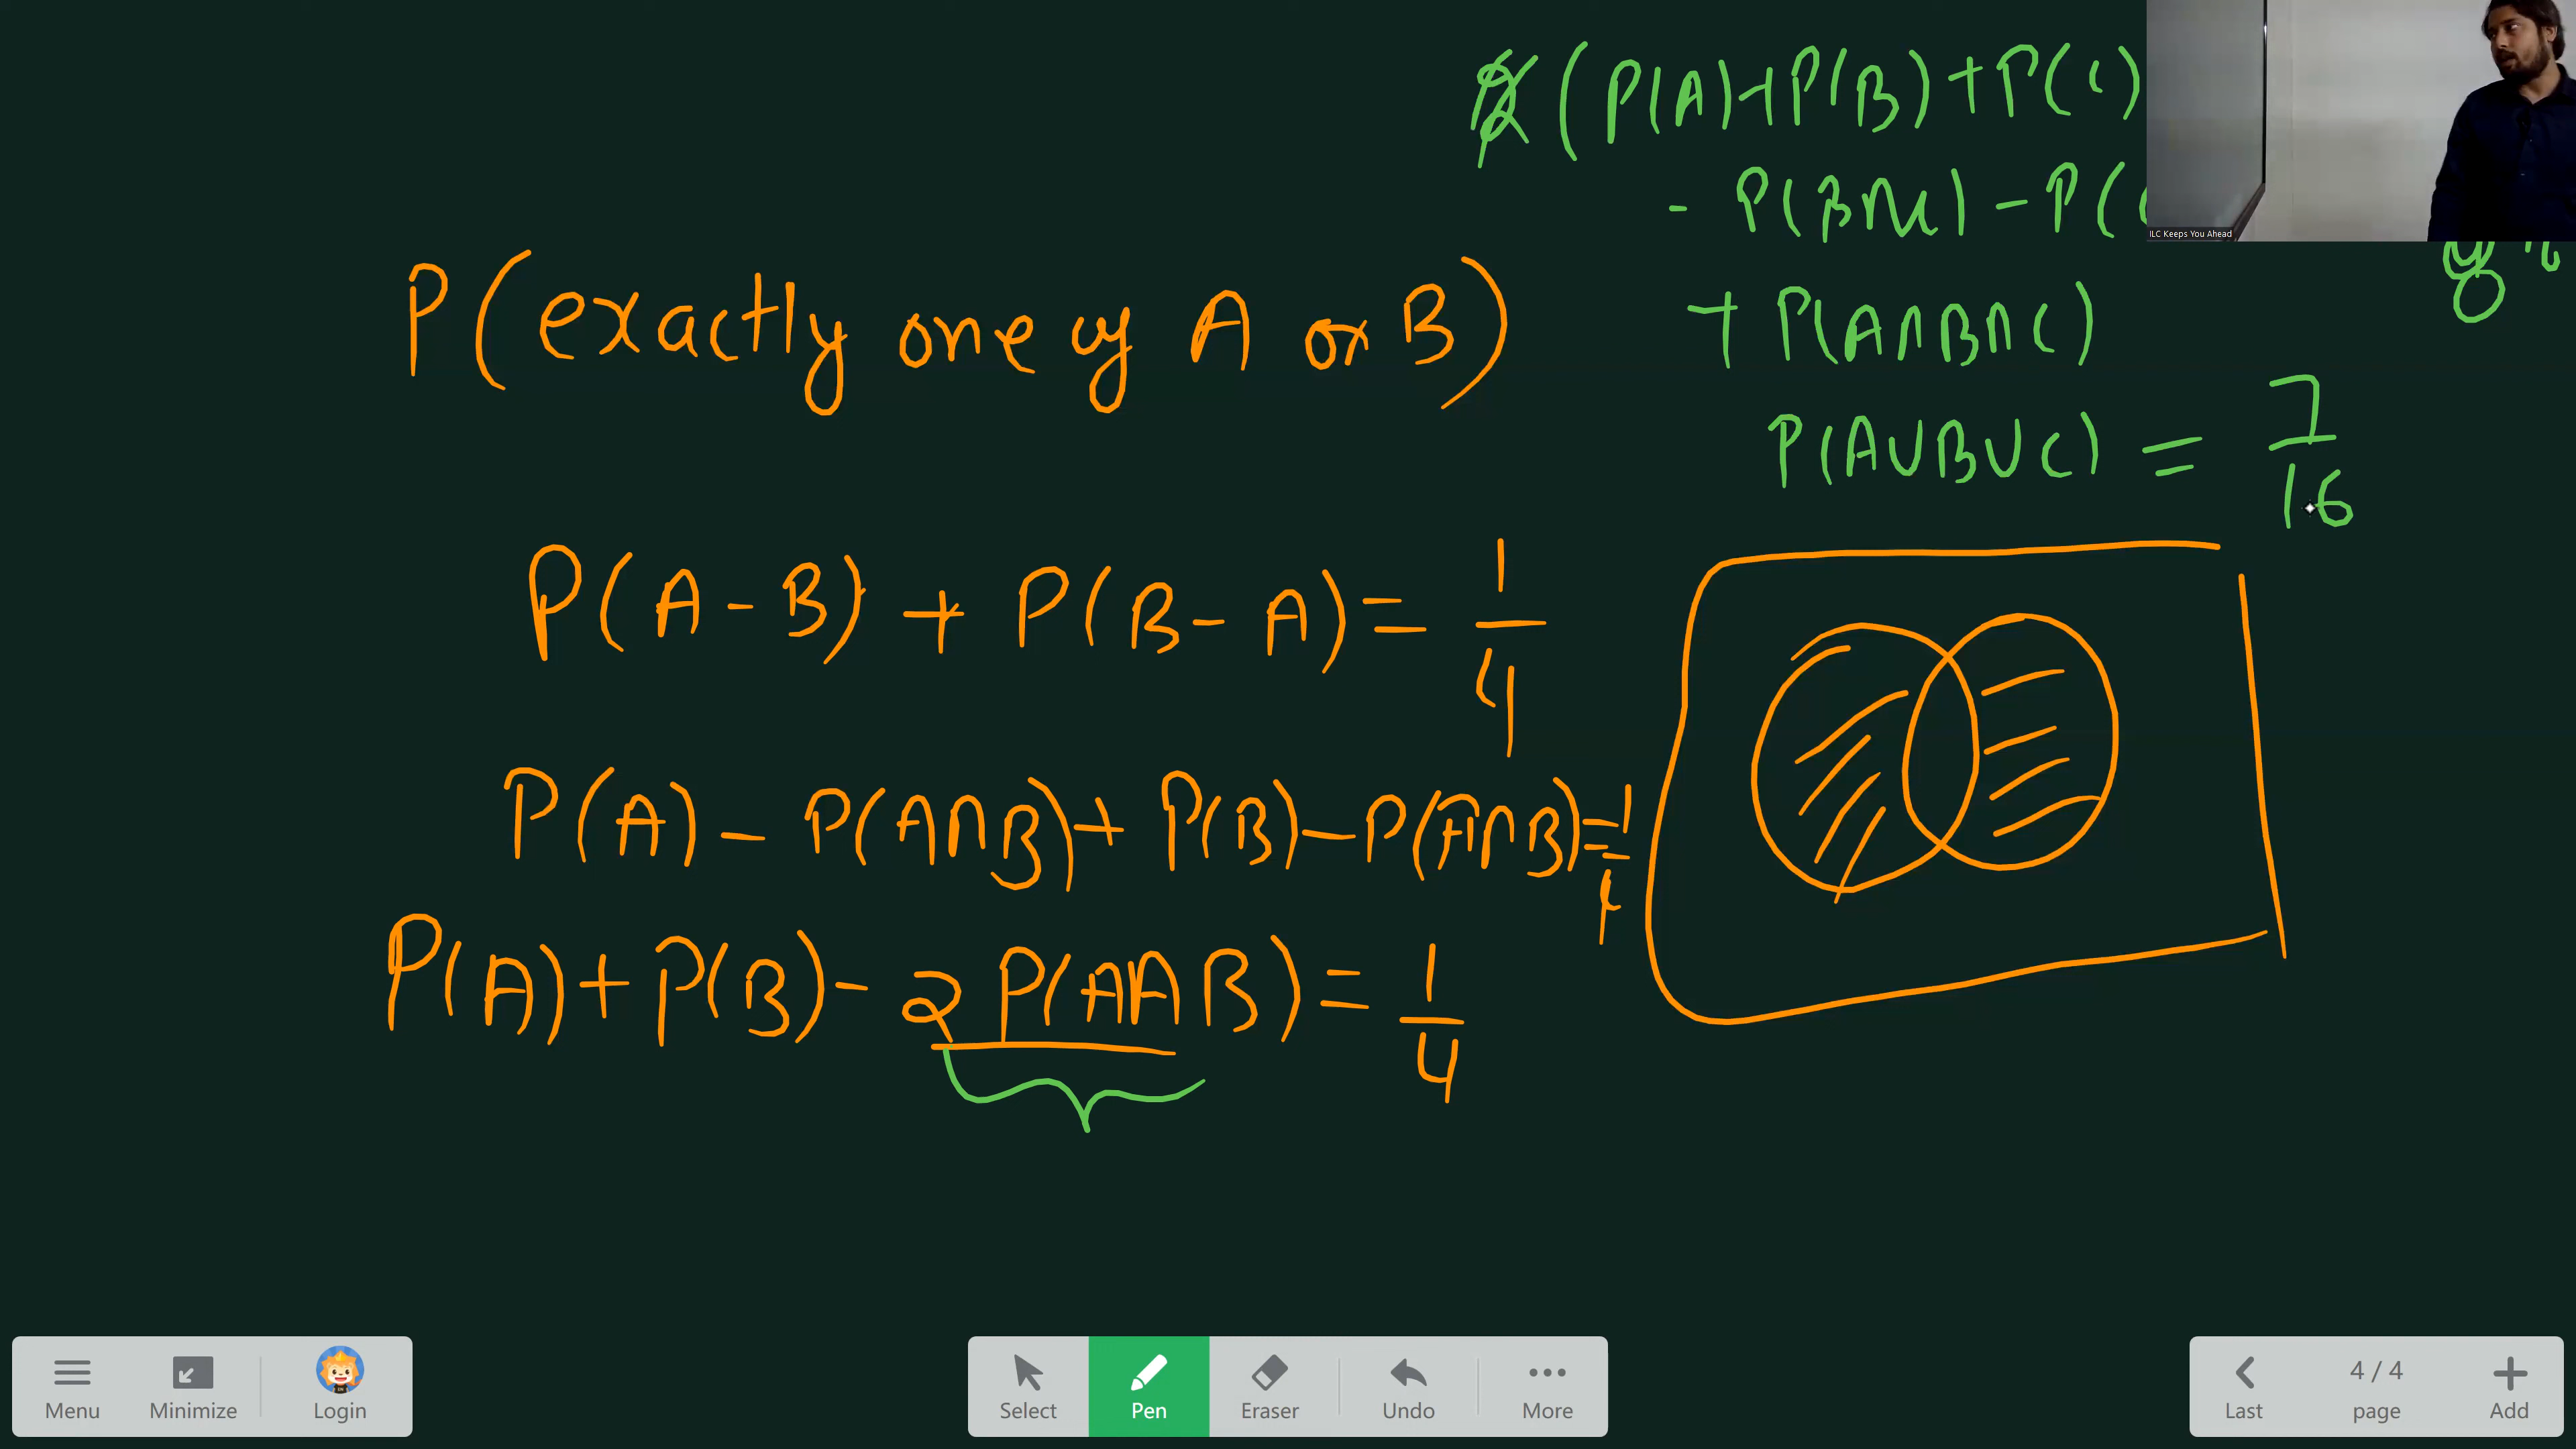 2 (P(A)+P(B)+P(C)
- P(B∩C) - P(
+ P(A∩B∩C)
P(A∪B∪C) = 7/16
ILC Keeps You Ahead
P(exactly one of A or B)
P(A-B) + P(B-A) = 1/4
P(A) - P(A∩B) + P(B) - P(A∩B) = 1/4
P(A) + P(B) - 2 P(A∩B) = 1/4
Menu Minimize Login
Select Pen Eraser Undo More
Last 4 / 4 page Add